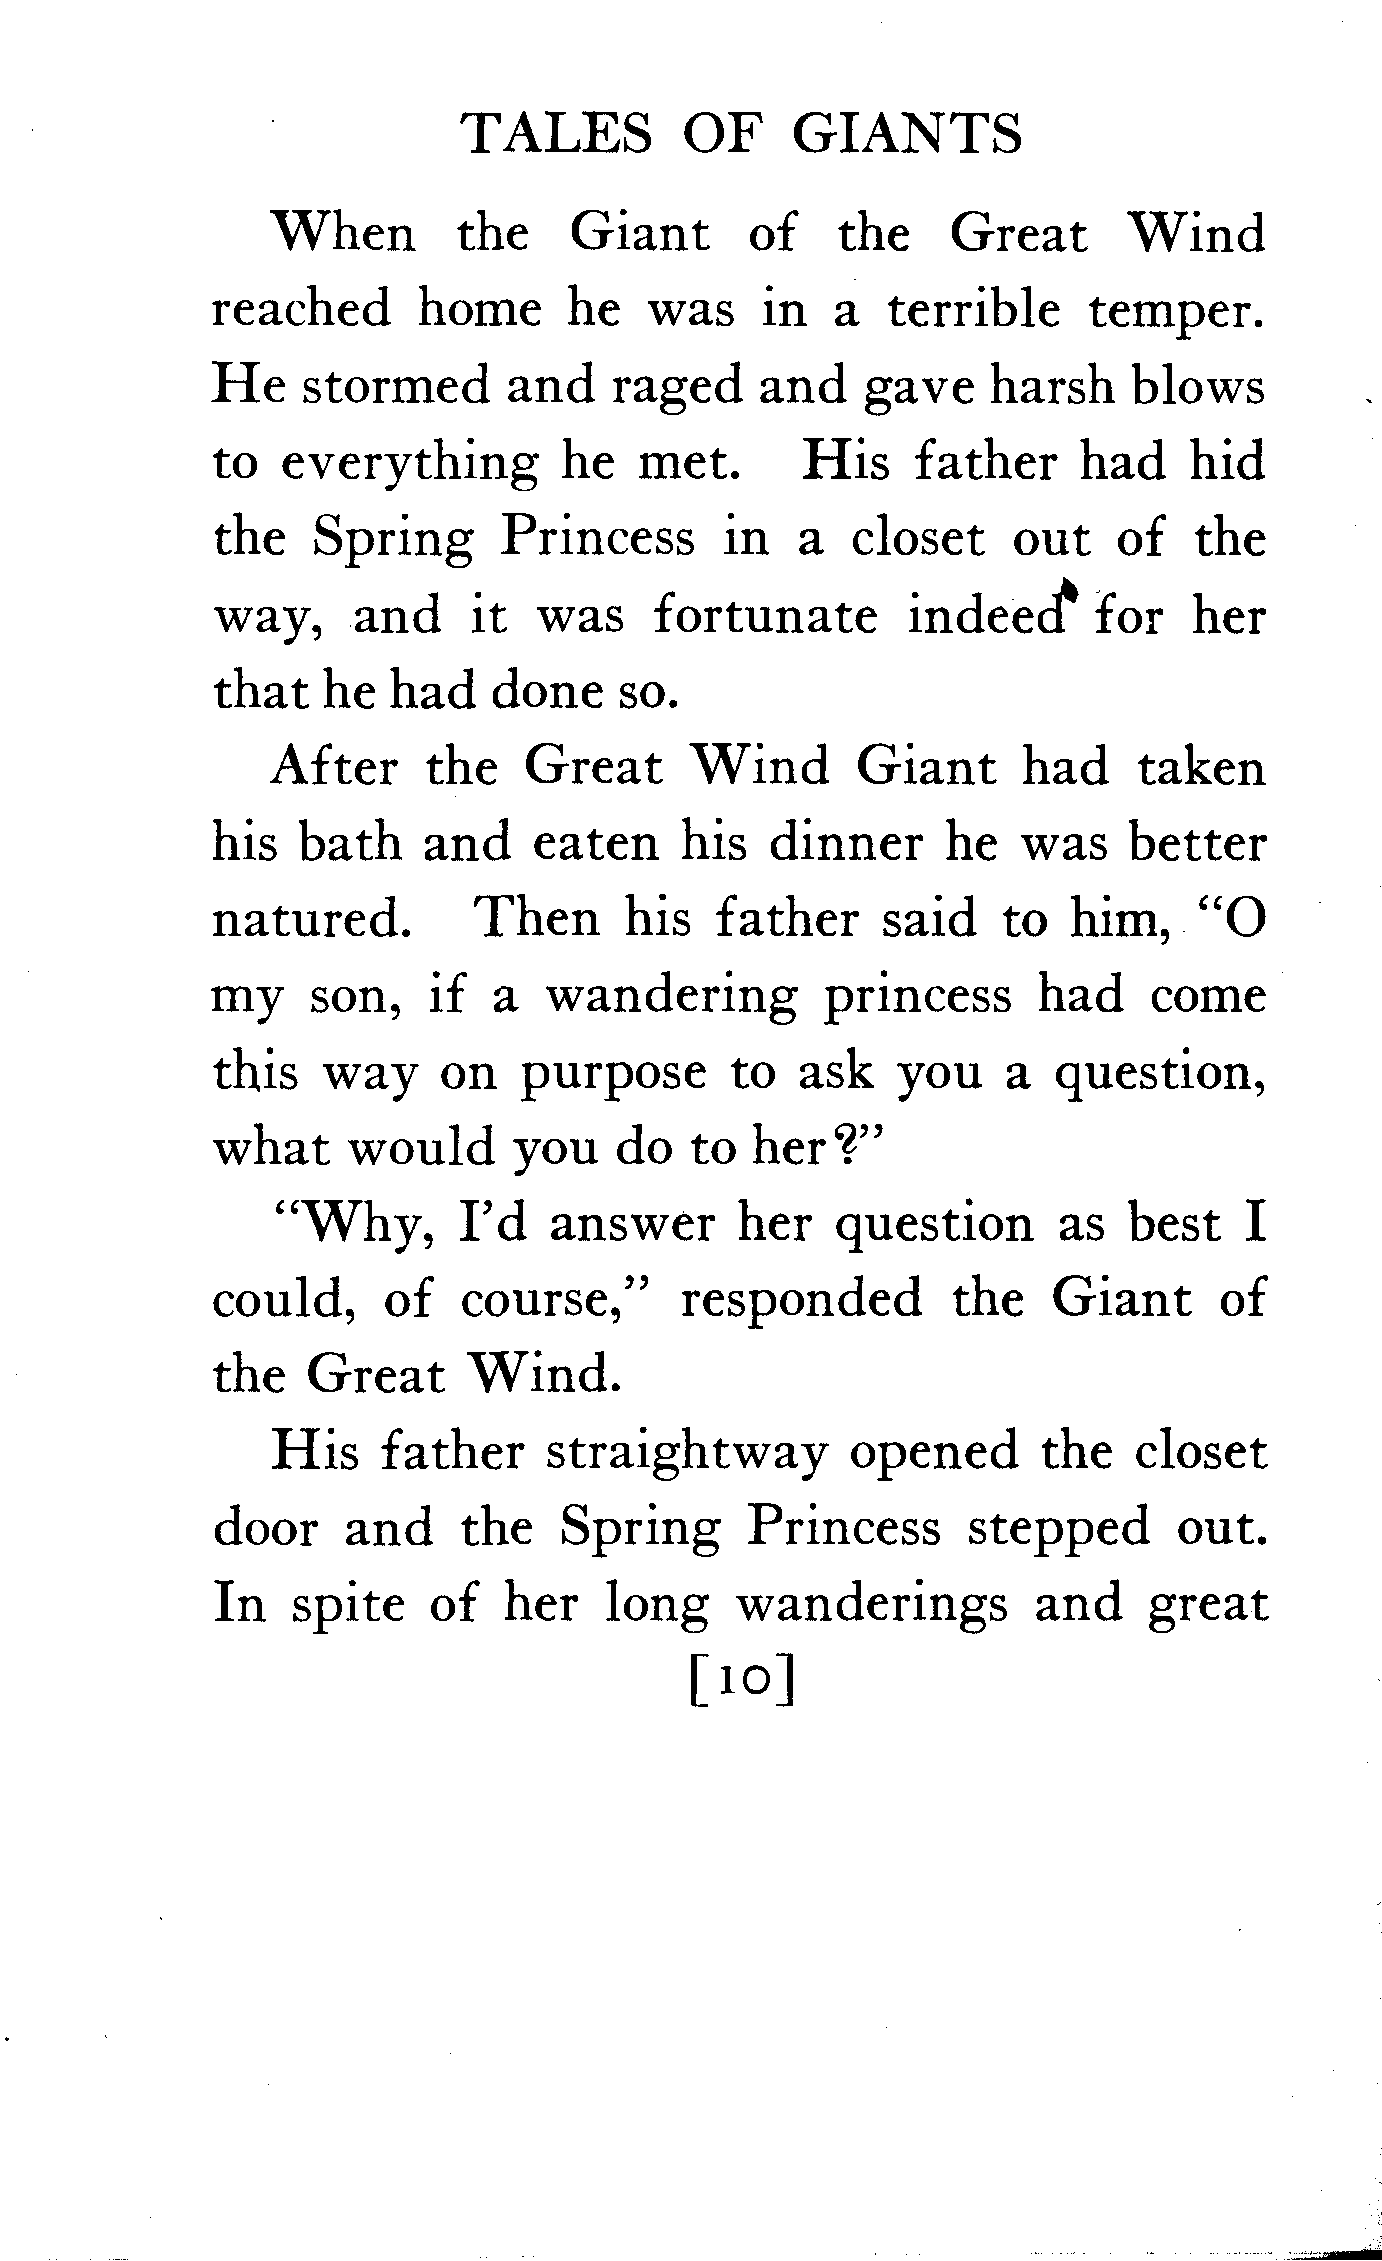 TALES OF GIANTS
When the Giant of the Great Wind
reached home he was in a terrible temper.
He stormed and raged and gave harsh blows
to everything he met. His father had hid
the Spring Princess in a closet out of the
way, and it was fortunate indeed for her
that he had done so.
After the Great Wind Giant had taken
his bath and eaten his dinner he was better
natured. Then his father said to him, "O
my son, if a wandering princess had come
this way on purpose to ask you a question,
what would you do to her?"
"Why, I'd answer her question as best I
could, of course," responded the Giant of
the Great Wind.
His father straightway opened the closet
door and the Spring Princess stepped out.
In spite of her long wanderings and great
[10]